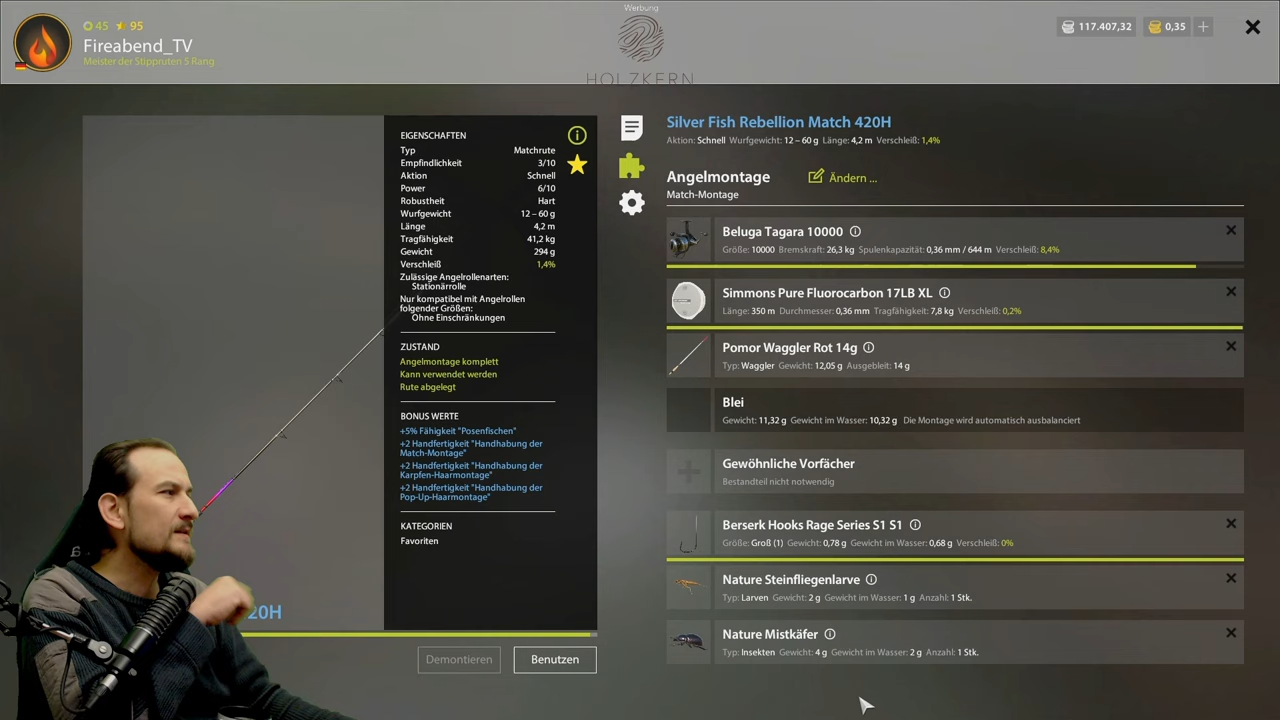 Werbung
HOLZKERN
45 95
Fireabend_TV
Meister der Stippruten 5 Rang
117.407,32
0,35
EIGENSCHAFTEN
Typ Matchrute
Empfindlichkeit 3/10
Aktion Schnell
Power 6/10
Robustheit Hart
Wurfgewicht 12 – 60 g
Länge 4,2 m
Tragfähigkeit 41,2 kg
Gewicht 294 g
Verschleiß 1,4%
Zulässige Angelrollenarten:
Stationärrolle
Nur kompatibel mit Angelrollen
folgender Größen:
Ohne Einschränkungen
ZUSTAND
Angelmontage komplett
Kann verwendet werden
Rute abgelegt
BONUS WERTE
+5% Fähigkeit "Posenfischen"
+2 Handfertigkeit "Handhabung der
Match-Montage"
+2 Handfertigkeit "Handhabung der
Karpfen-Haarmontage"
+2 Handfertigkeit "Handhabung der
Pop-Up-Haarmontage"
KATEGORIEN
Favoriten
20H
Demontieren
Benutzen
Silver Fish Rebellion Match 420H
Aktion: Schnell Wurfgewicht: 12 – 60 g Länge: 4,2 m Verschleiß: 1,4%
Angelmontage
Ändern ...
Match-Montage
Beluga Tagara 10000
Größe: 10000 Bremskraft: 26,3 kg Spulenkapazität: 0,36 mm / 644 m Verschleiß: 8,4%
Simmons Pure Fluorocarbon 17LB XL
Länge: 350 m Durchmesser: 0,36 mm Tragfähigkeit: 7,8 kg Verschleiß: 0,2%
Pomor Waggler Rot 14g
Typ: Waggler Gewicht: 12,05 g Ausgebleit: 14 g
Blei
Gewicht: 11,32 g Gewicht im Wasser: 10,32 g Die Montage wird automatisch ausbalanciert
Gewöhnliche Vorfächer
Bestandteil nicht notwendig
Berserk Hooks Rage Series S1 S1
Größe: Groß (1) Gewicht: 0,78 g Gewicht im Wasser: 0,68 g Verschleiß: 0%
Nature Steinfliegenlarve
Typ: Larven Gewicht: 2 g Gewicht im Wasser: 1 g Anzahl: 1 Stk.
Nature Mistkäfer
Typ: Insekten Gewicht: 4 g Gewicht im Wasser: 2 g Anzahl: 1 Stk.